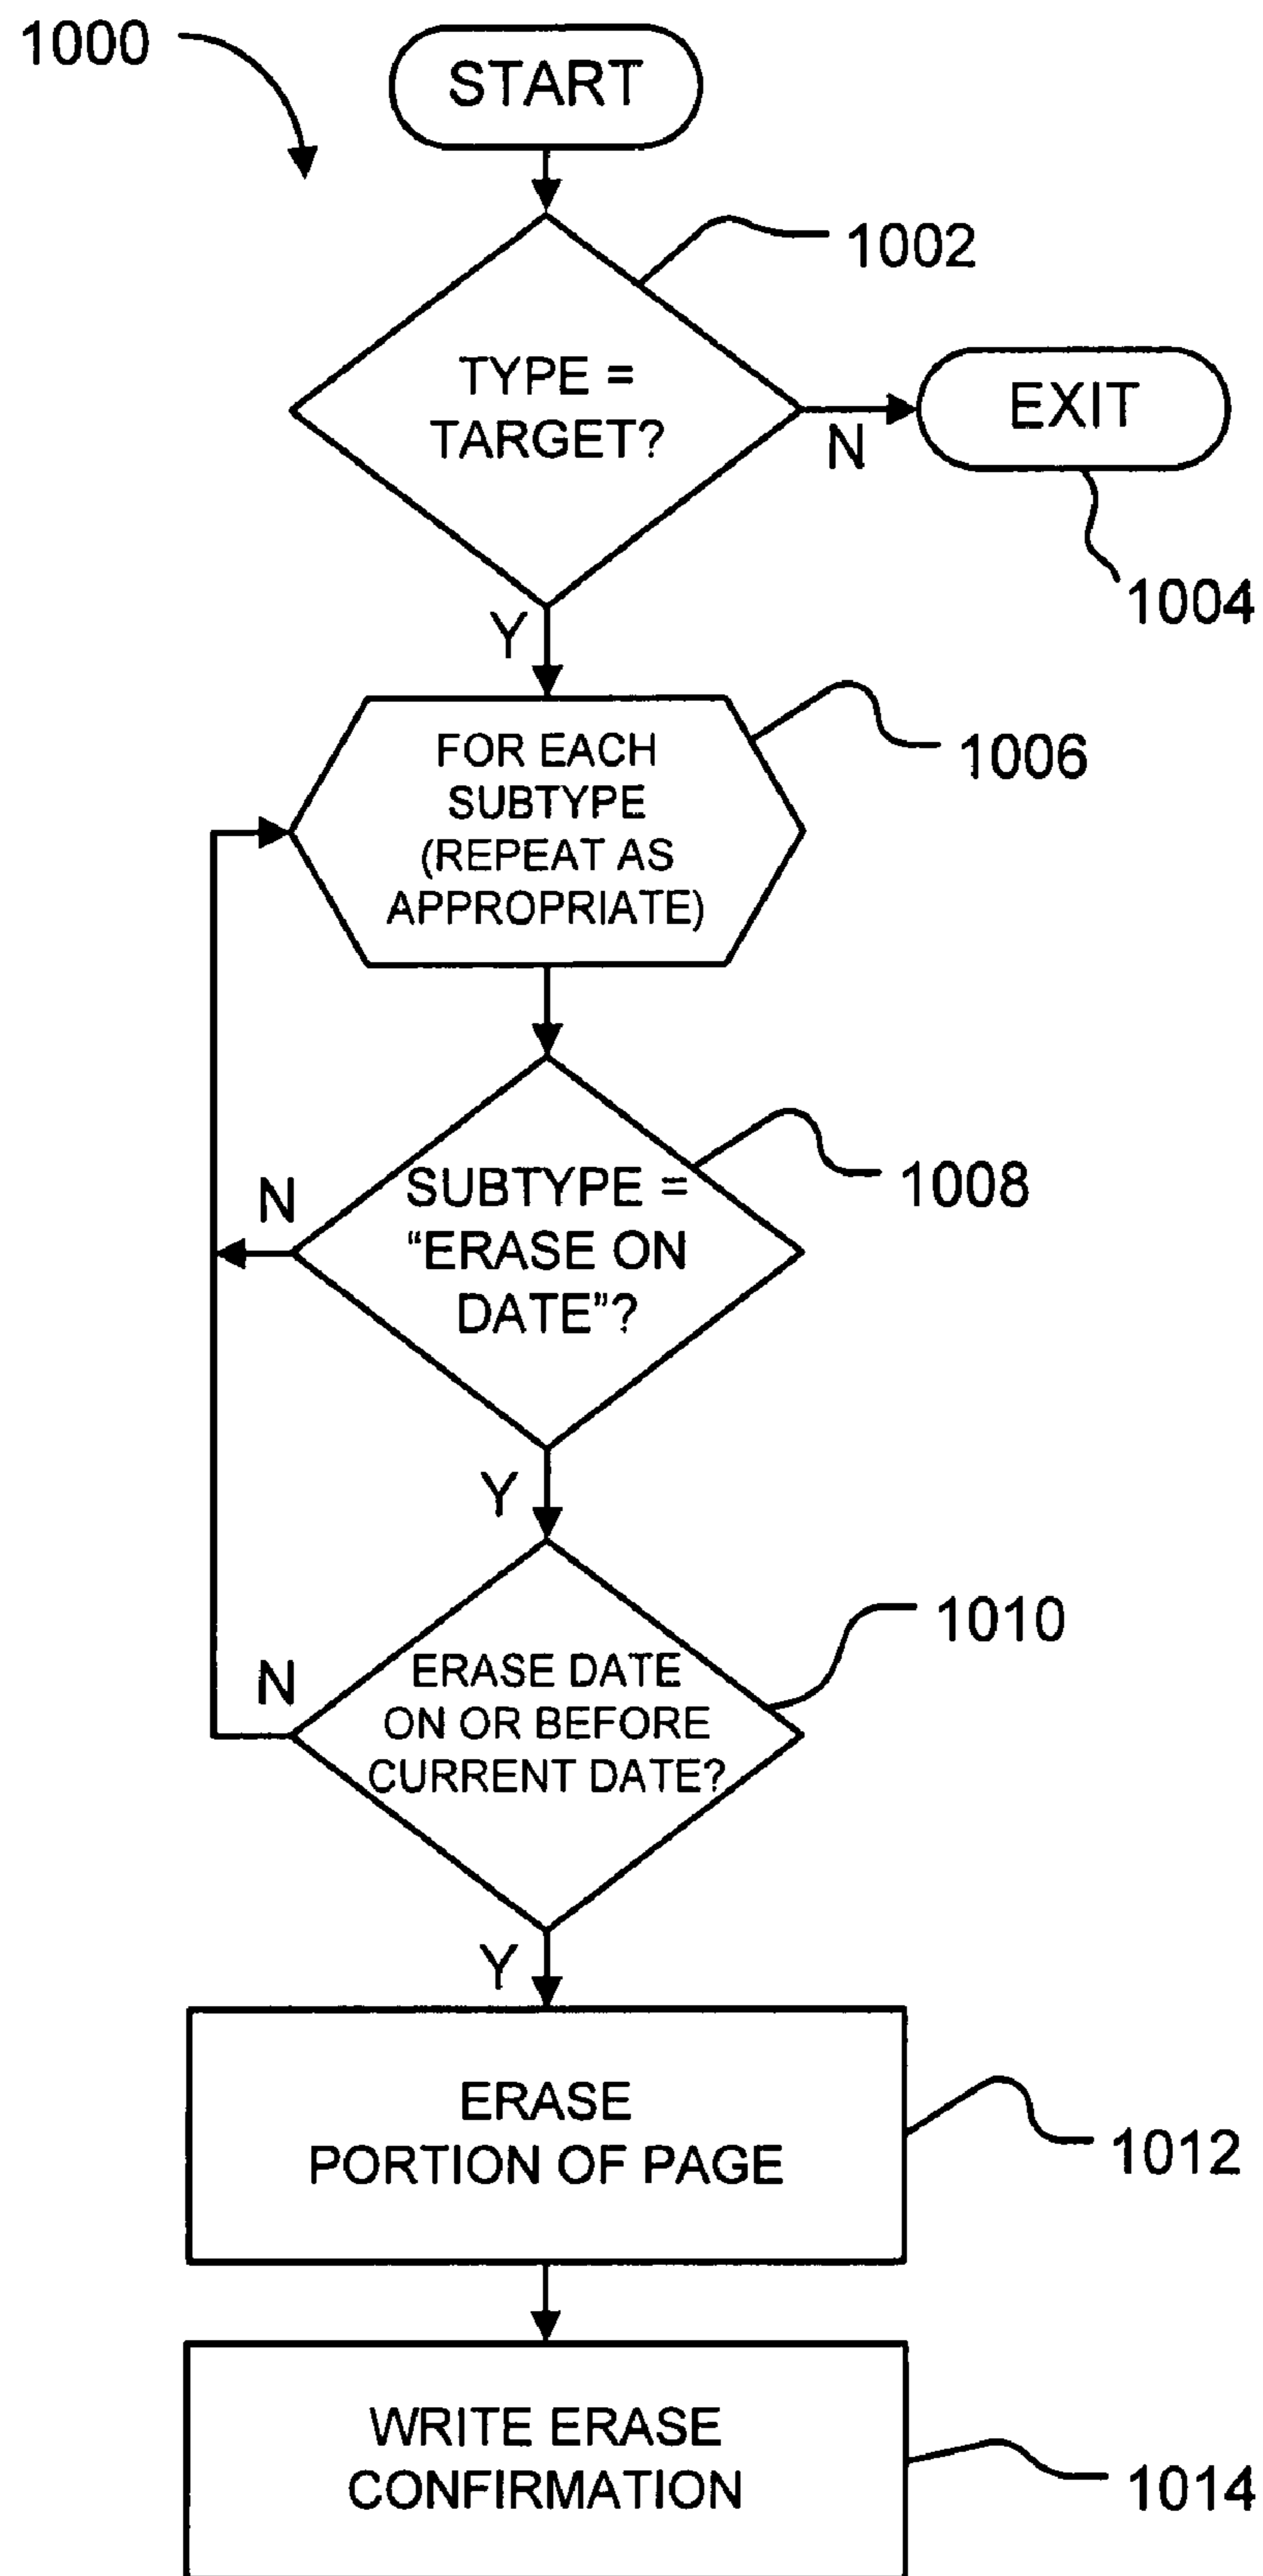 1000
START
1002
TYPE =
TARGET?
N
EXIT
1004
Y
FOR EACH
SUBTYPE
(REPEAT AS
APPROPRIATE)
1006
N
SUBTYPE =
“ERASE ON
DATE”?
1008
Y
N
ERASE DATE
ON OR BEFORE
CURRENT DATE?
1010
Y
ERASE
PORTION OF PAGE
1012
WRITE ERASE
CONFIRMATION
1014